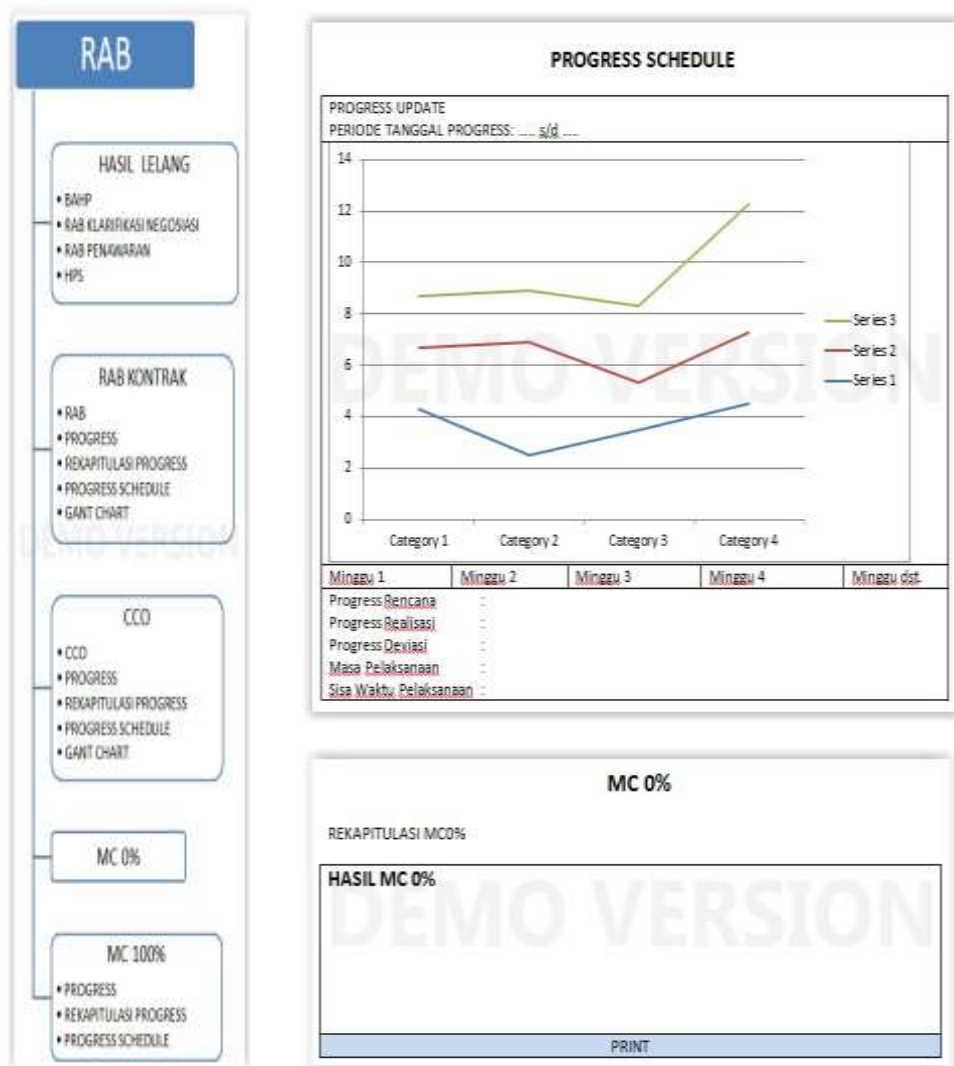 RAB
HASIL LELANG
• BAHP
• RAB KLARIFIKASI NEGOSIASI
• RAB PENAWARAN
• HPS
RAB KONTRAK
• RAB
• PROGRESS
• REKAPITULASI PROGRESS
• PROGRESS SCHEDULE
• GANT CHART
DEMO VERSION
CCO
• CCO
• PROGRESS
• REKAPITULASI PROGRESS
• PROGRESS SCHEDULE
• GANT CHART
MC 0%
MC 100%
• PROGRESS
• REKAPITULASI PROGRESS
• PROGRESS SCHEDULE
PROGRESS SCHEDULE
PROGRESS UPDATE
PERIODE TANGGAL PROGRESS: .... s/d ....
14
12
10
8
6
4
2
0
Category 1 Category 2 Category 3 Category 4
Series 3
Series 2
Series 1
DEMO VERSION
Minggu 1 Minggu 2 Minggu 3 Minggu 4 Minggu dst.
Progress Rencana :
Progress Realisasi :
Progress Deviasi :
Masa Pelaksanaan :
Sisa Waktu Pelaksanaan :
MC 0%
REKAPITULASI MC0%
HASIL MC 0%
DEMO VERSION
PRINT